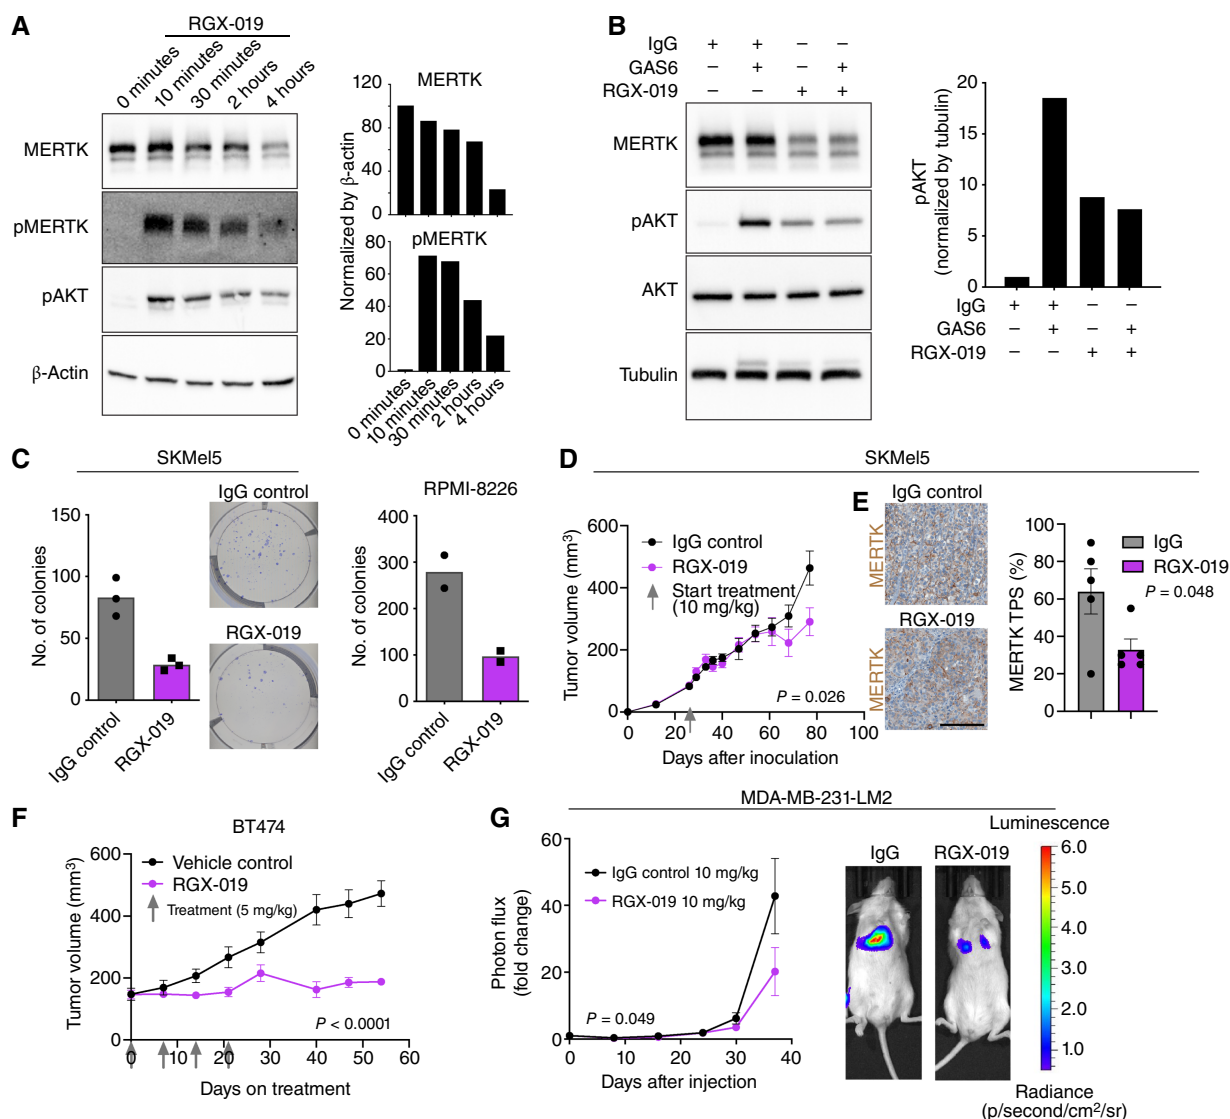 A
RGX-019
0 minutes
10 minutes
30 minutes
2 hours
4 hours
MERTK
pMERTK
pAKT
β-Actin
Normalized by β-actin
MERTK
120
80
40
0
pMERTK
80
60
40
20
0
0 minutes
10 minutes
30 minutes
2 hours
4 hours
B
IgG + + – –
GAS6 – + – +
RGX-019 – – + +
MERTK
pAKT
AKT
Tubulin
pAKT
(normalized by tubulin)
20
15
10
5
0
IgG + + – –
GAS6 – + – +
RGX-019 – – + +
C
SKMel5
No. of colonies
150
100
50
0
IgG control
RGX-019
IgG control
RGX-019
RPMI-8226
No. of colonies
400
300
200
100
0
IgG control
RGX-019
D
SKMel5
Tumor volume (mm³)
600
400
200
0
IgG control
RGX-019
Start treatment
(10 mg/kg)
P = 0.026
0 20 40 60 80 100
Days after inoculation
E
IgG control
MERTK
RGX-019
MERTK
MERTK TPS (%)
100
80
60
40
20
0
IgG
RGX-019
P = 0.048
F
BT474
Tumor volume (mm³)
600
400
200
0
Vehicle control
RGX-019
Treatment (5 mg/kg)
P < 0.0001
0 10 20 30 40 50 60
Days on treatment
G
MDA-MB-231-LM2
Photon flux
(fold change)
60
40
20
0
IgG control 10 mg/kg
RGX-019 10 mg/kg
P = 0.049
0 10 20 30 40
Days after injection
IgG
RGX-019
Luminescence
6.0
5.0
4.0
3.0
2.0
1.0
Radiance
(p/second/cm²/sr)